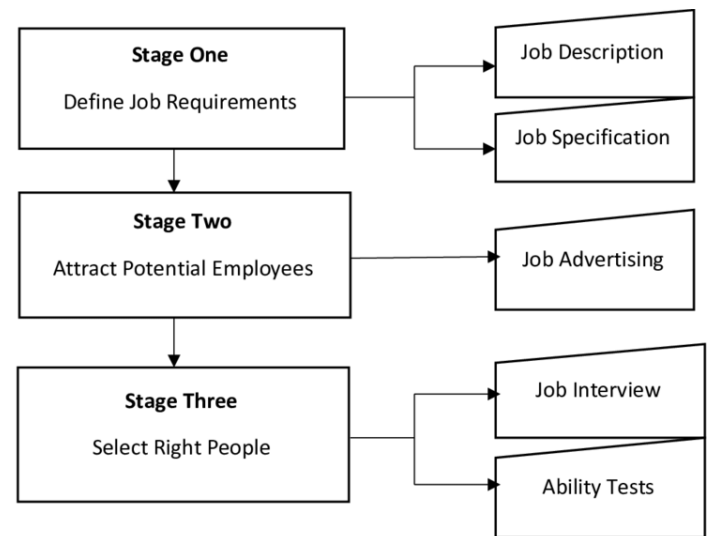 Stage One
Define Job Requirements
Job Description
Job Specification
Stage Two
Attract Potential Employees
Job Advertising
Stage Three
Select Right People
Job Interview
Ability Tests